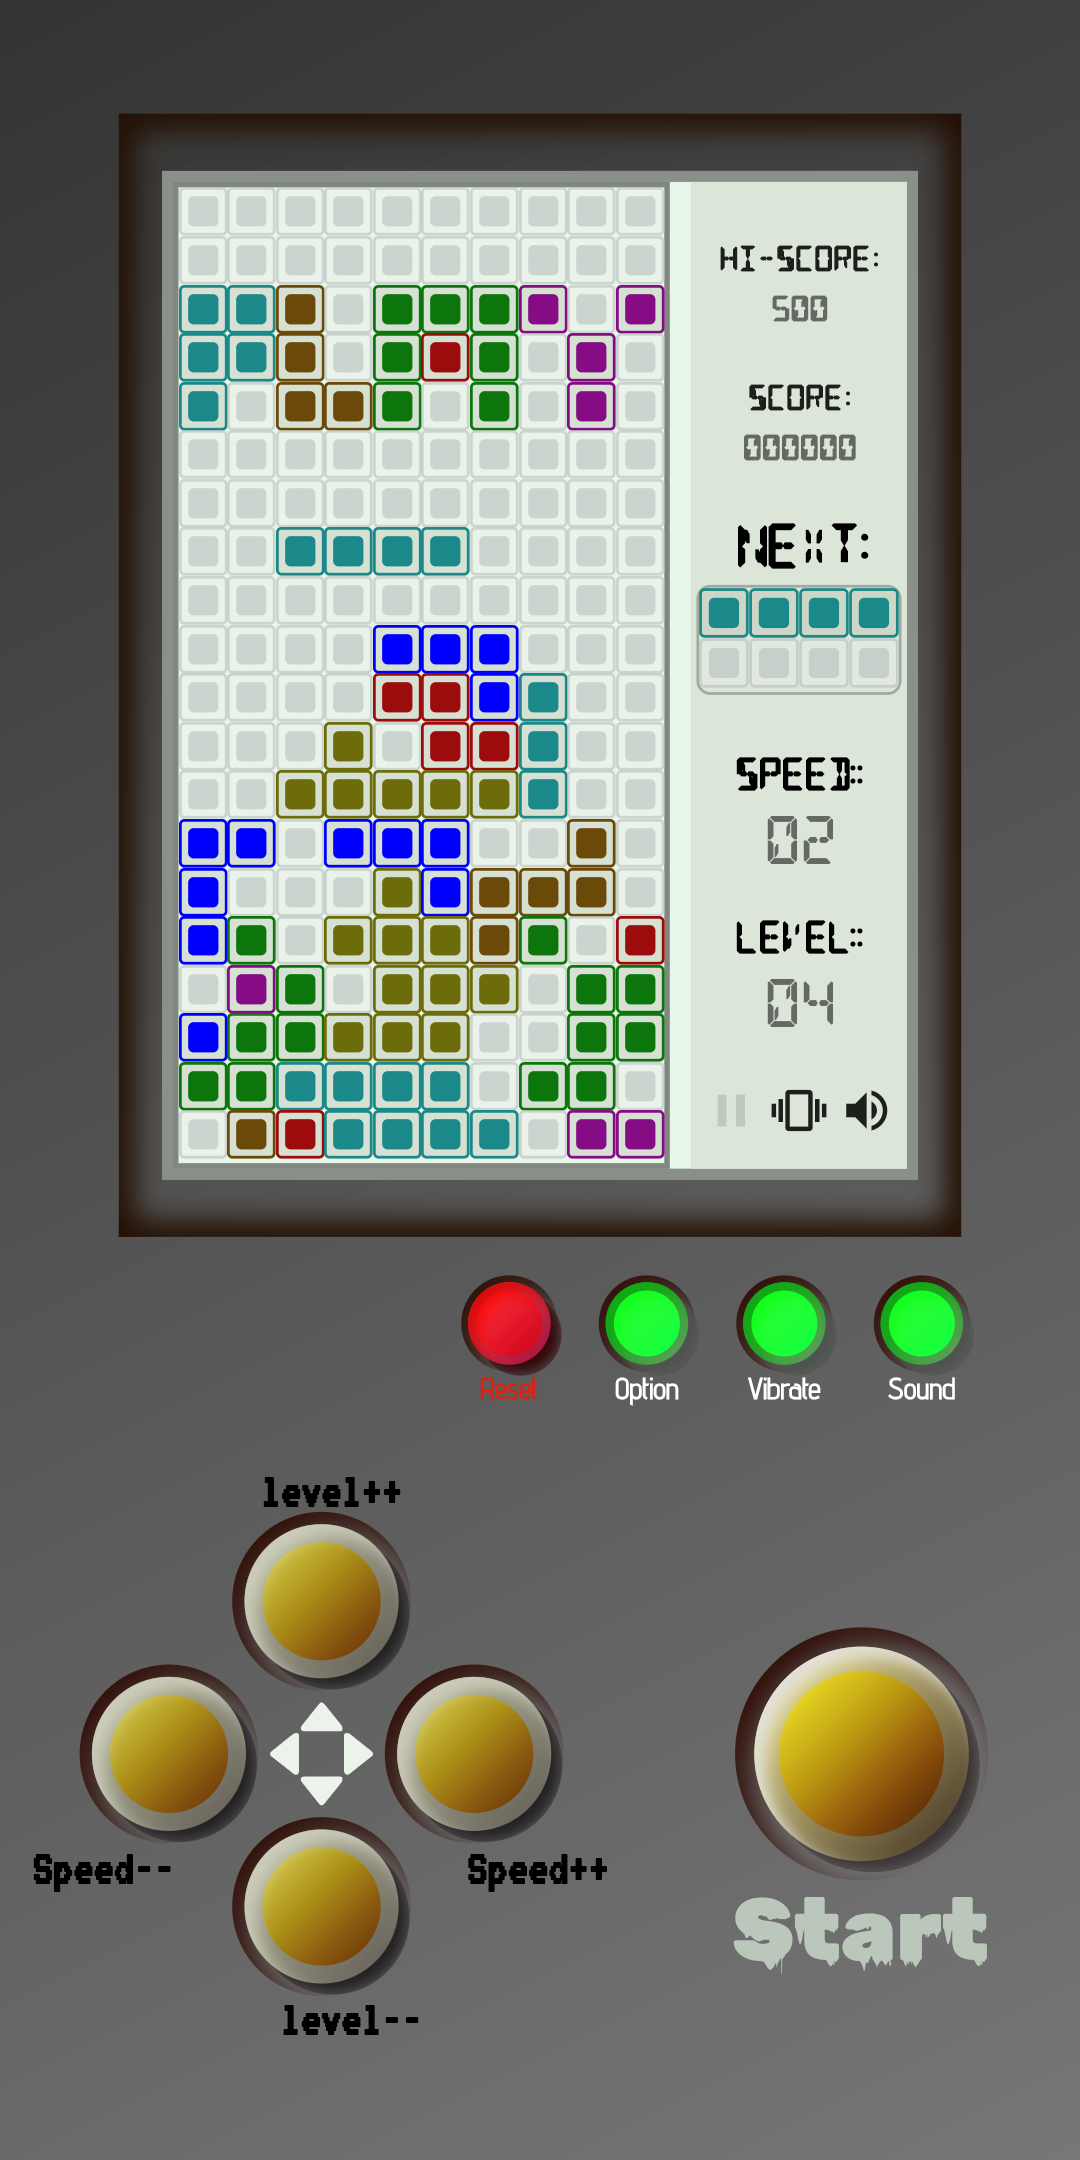 HI-SCORE:
500
SCORE:
000000
NEXT:
SPEED:
02
LEVEL:
04
Reset
Option
Vibrate
Sound
level++
Speed--
Speed++
level--
Start